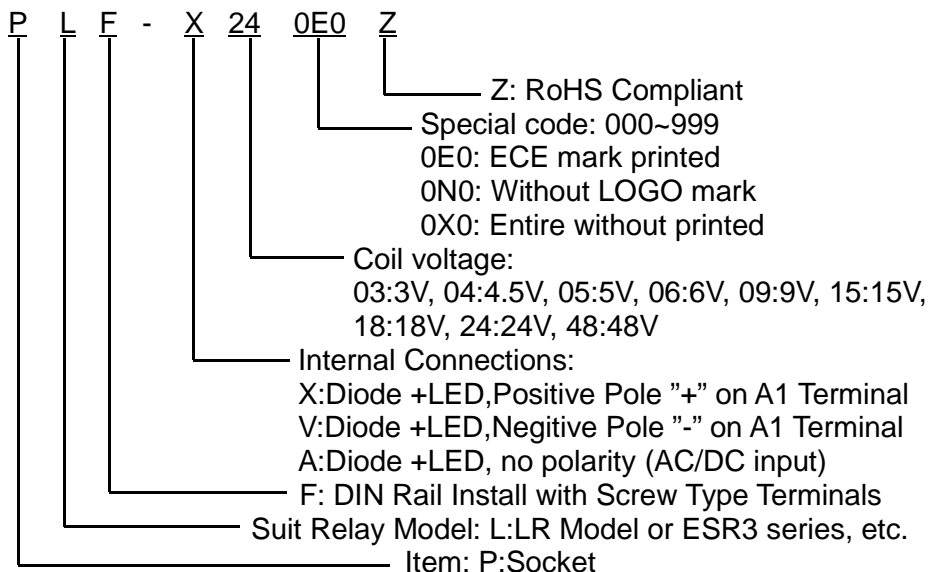 P L F - X 24 0E0 Z
Z: RoHS Compliant
Special code: 000~999
0E0: ECE mark printed
0N0: Without LOGO mark
0X0: Entire without printed
Coil voltage:
03:3V, 04:4.5V, 05:5V, 06:6V, 09:9V, 15:15V,
18:18V, 24:24V, 48:48V
Internal Connections:
X:Diode +LED,Positive Pole ”+” on A1 Terminal
V:Diode +LED,Negitive Pole ”-” on A1 Terminal
A:Diode +LED, no polarity (AC/DC input)
F: DIN Rail Install with Screw Type Terminals
Suit Relay Model: L:LR Model or ESR3 series, etc.
Item: P:Socket